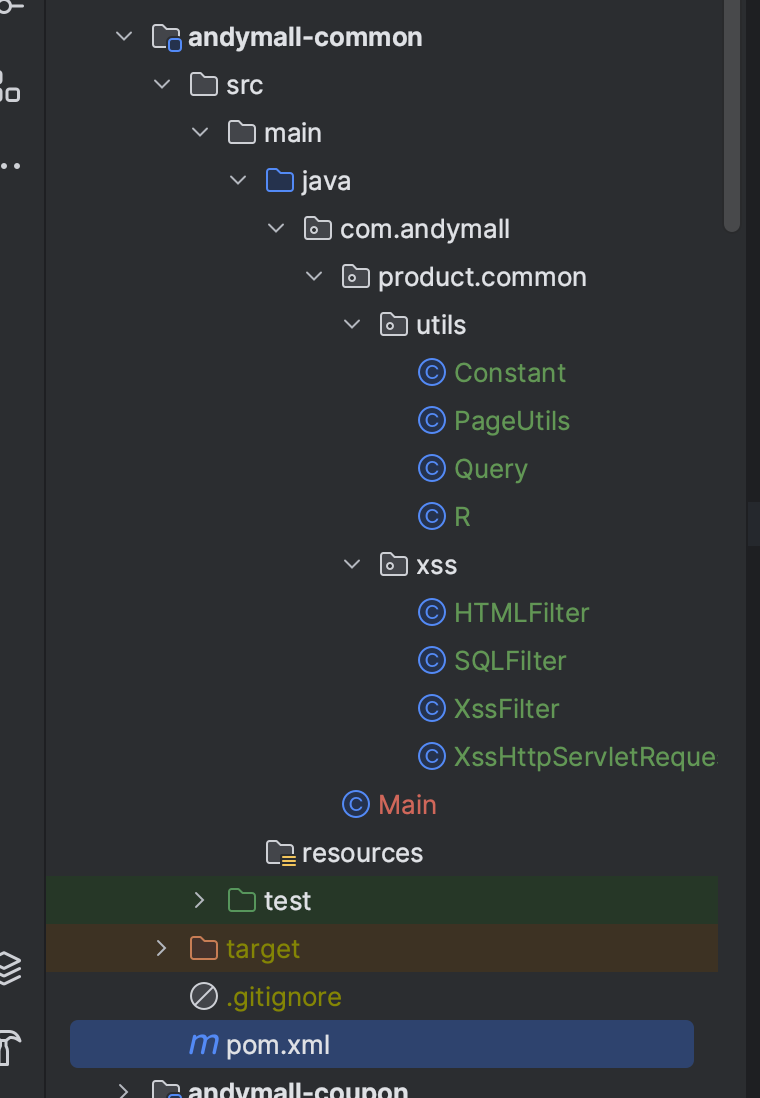 andymall-common
src
main
java
com.andymall
product.common
utils
Constant
PageUtils
Query
R
xss
HTMLFilter
SQLFilter
XssFilter
XssHttpServletReque
Main
resources
test
target
.gitignore
pom.xml
andymall-coupon